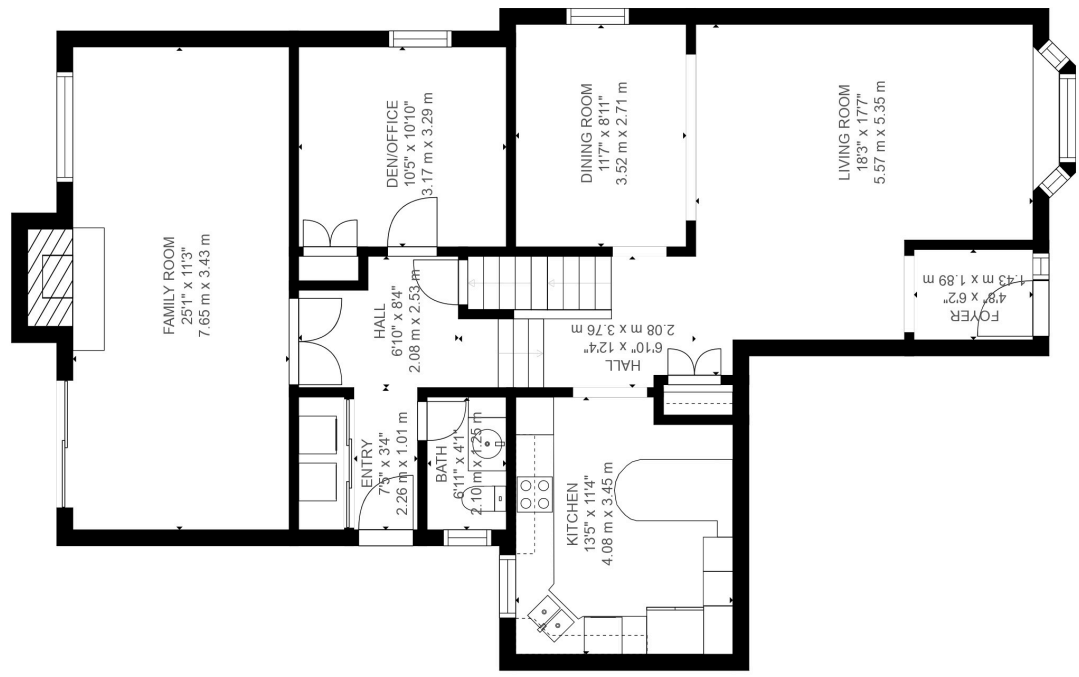 FAMILY ROOM
25'1" x 11'3"
7.65 m x 3.43 m
DEN/OFFICE
10'5" x 10'10"
3.17 m x 3.29 m
HALL
6'10" x 8'4"
2.08 m x 2.53 m
ENTRY
7'5" x 3'4"
2.26 m x 1.01 m
BATH
6'11" x 4'1"
2.10 m x 1.25 m
DINING ROOM
11'7" x 8'11"
3.52 m x 2.71 m
HALL
6'10" x 12'4"
2.08 m x 3.76 m
KITCHEN
13'5" x 11'4"
4.08 m x 3.45 m
LIVING ROOM
18'3" x 17'7"
5.57 m x 5.35 m
FOYER
4'8" x 6'2"
1.43 m x 1.89 m